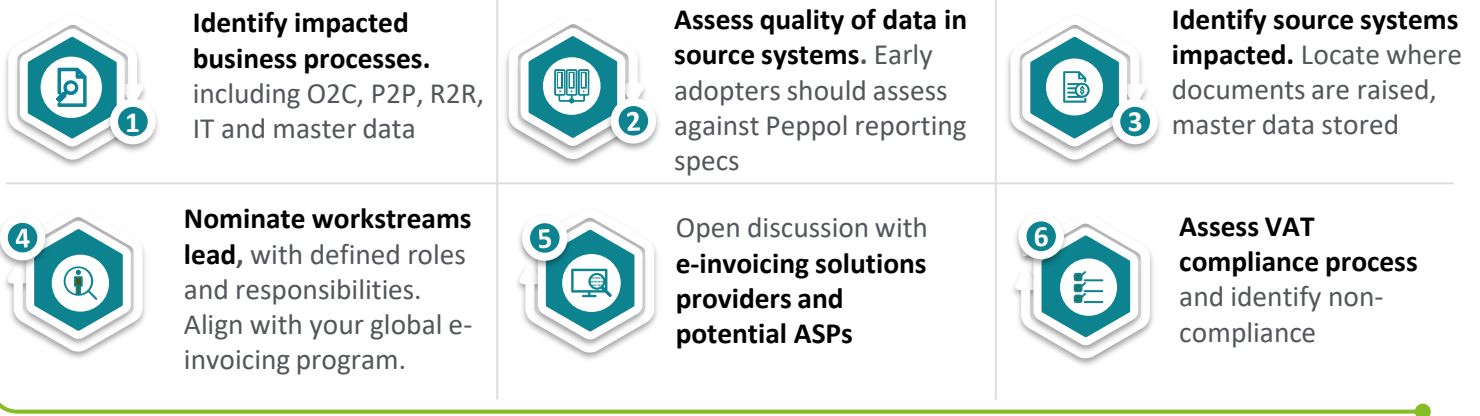 Identify impacted
business processes.
including O2C, P2P, R2R,
IT and master data
1
Assess quality of data in
source systems. Early
adopters should assess
against Peppol reporting
specs
2
Identify source systems
impacted. Locate where
documents are raised,
master data stored
3
4
Nominate workstreams
lead, with defined roles
and responsibilities.
Align with your global e-
invoicing program.
5
Open discussion with
e-invoicing solutions
providers and
potential ASPs
6
Assess VAT
compliance process
and identify non-
compliance